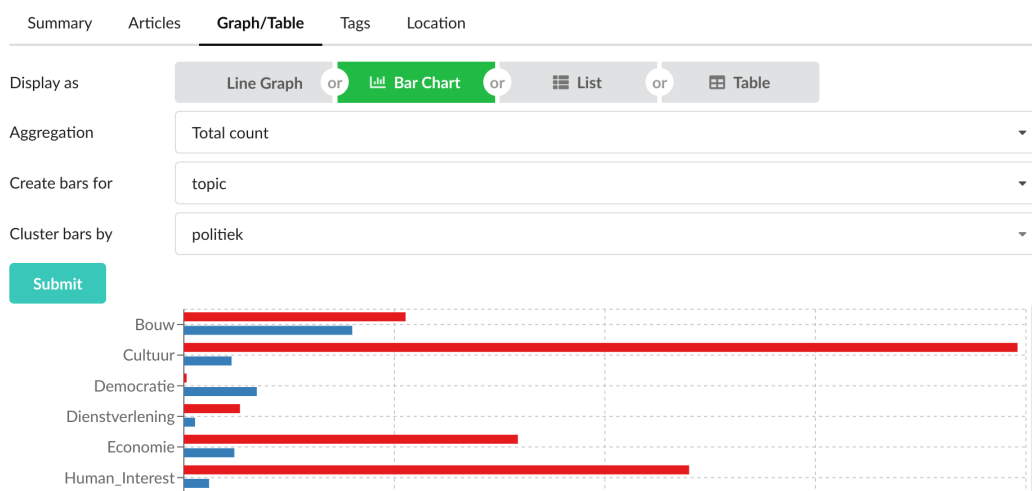 Summary Articles Graph/Table Tags Location
Display as Line Graph or Bar Chart or List or Table
Aggregation Total count
Create bars for topic
Cluster bars by politiek
Submit
Bouw
Cultuur
Democratie
Dienstverlening
Economie
Human_Interest